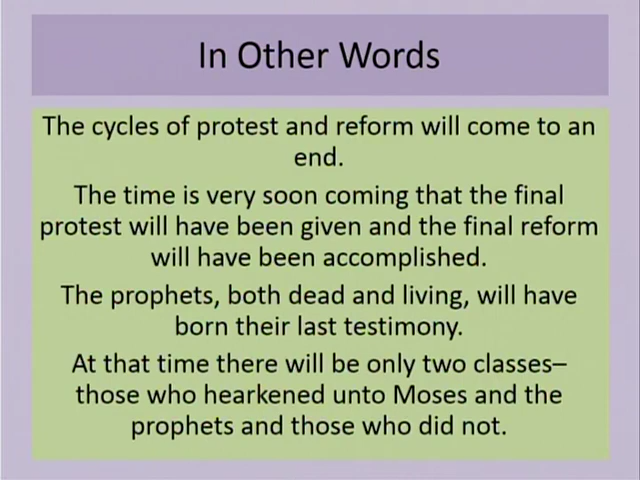 In Other Words
The cycles of protest and reform will come to an
end.
The time is very soon coming that the final
protest will have been given and the final reform
will have been accomplished.
The prophets, both dead and living, will have
born their last testimony.
At that time there will be only two classes–
those who hearkened unto Moses and the
prophets and those who did not.